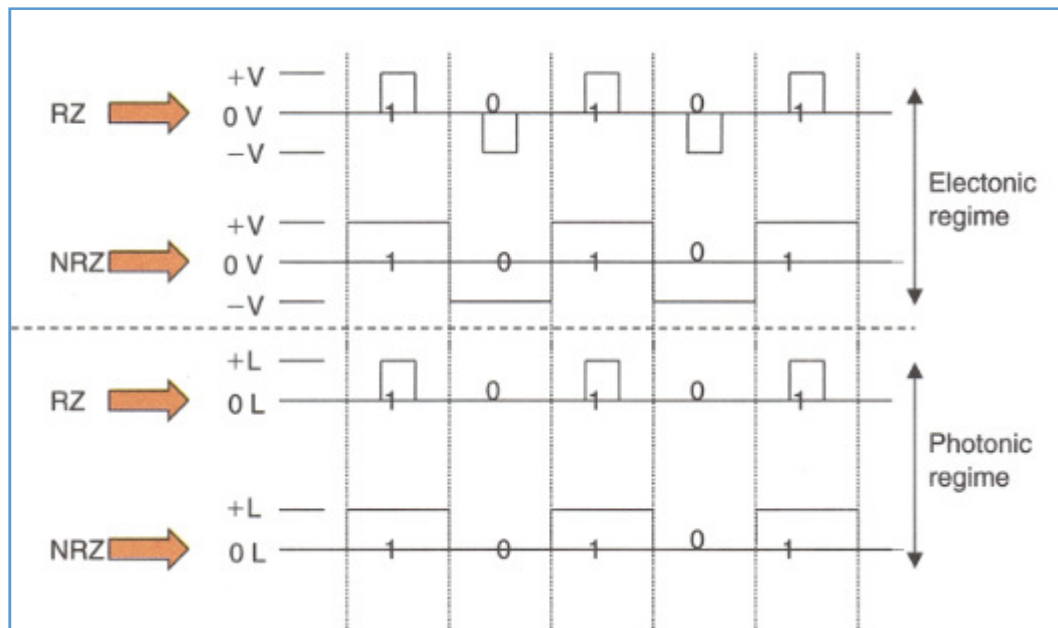 +V
RZ 0 V 1 0 1 0 1
−V
Electonic
regime
+V
NRZ 0 V 1 0 1 0 1
−V
+L
RZ 0 L 1 0 1 0 1
Photonic
regime
+L
NRZ 0 L 1 0 1 0 1